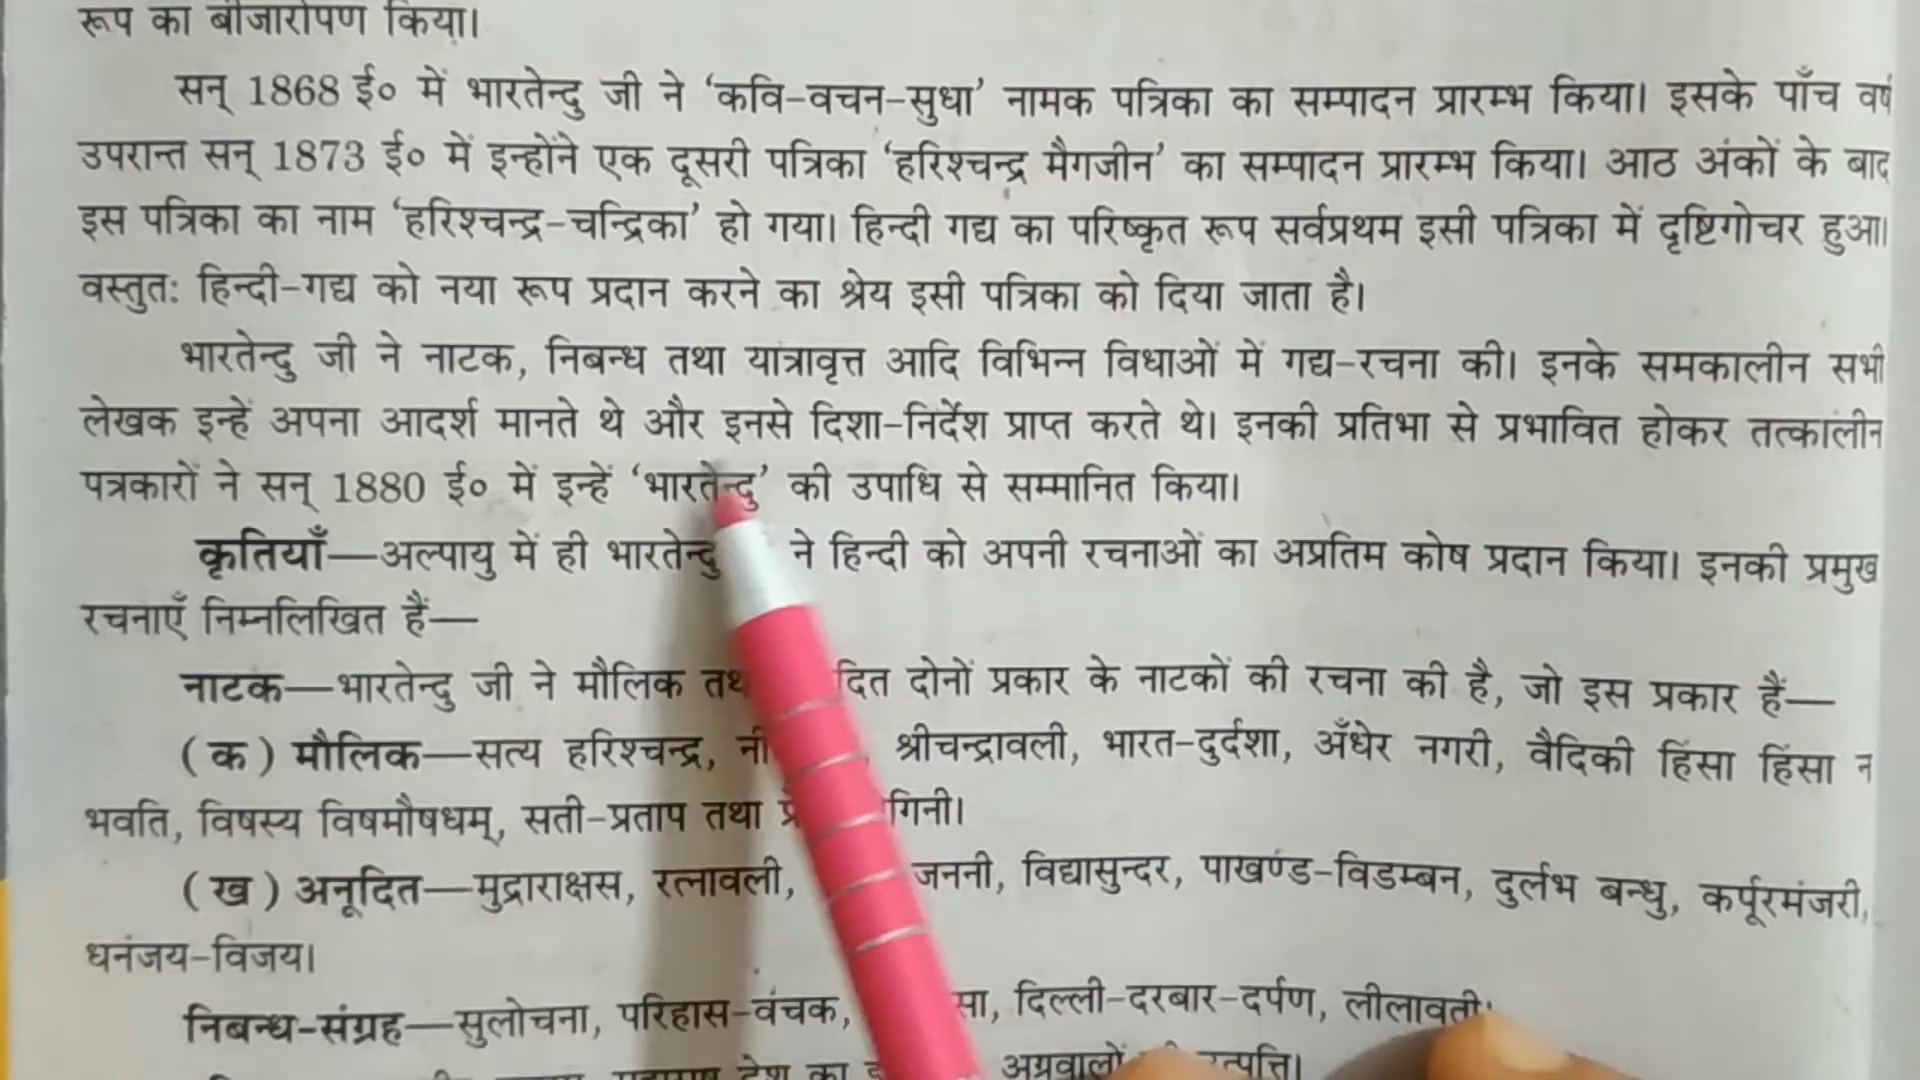 रूप का बीजारोपण किया।
सन् 1868 ई० में भारतेन्दु जी ने ‘कवि-वचन-सुधा’ नामक पत्रिका का सम्पादन प्रारम्भ किया। इसके पाँच वर्ष
उपरान्त सन् 1873 ई० में इन्होंने एक दूसरी पत्रिका ‘हरिश्चन्द्र मैगजीन’ का सम्पादन प्रारम्भ किया। आठ अंकों के बाद
इस पत्रिका का नाम ‘हरिश्चन्द्र-चन्द्रिका’ हो गया। हिन्दी गद्य का परिष्कृत रूप सर्वप्रथम इसी पत्रिका में दृष्टिगोचर हुआ।
वस्तुतः हिन्दी-गद्य को नया रूप प्रदान करने का श्रेय इसी पत्रिका को दिया जाता है।
भारतेन्दु जी ने नाटक, निबन्ध तथा यात्रावृत्त आदि विभिन्न विधाओं में गद्य-रचना की। इनके समकालीन सभी
लेखक इन्हें अपना आदर्श मानते थे और इनसे दिशा-निर्देश प्राप्त करते थे। इनकी प्रतिभा से प्रभावित होकर तत्कालीन
पत्रकारों ने सन् 1880 ई० में इन्हें ‘भारतेन्दु’ की उपाधि से सम्मानित किया।
कृतियाँ—अल्पायु में ही भारतेन्दु ने हिन्दी को अपनी रचनाओं का अप्रतिम कोष प्रदान किया। इनकी प्रमुख
रचनाएँ निम्नलिखित हैं—
नाटक—भारतेन्दु जी ने मौलिक दोनों प्रकार के नाटकों की रचना की है, जो इस प्रकार हैं—
( क ) मौलिक—सत्य हरिश्चन्द्र, श्रीचन्द्रावली, भारत-दुर्दशा, अँधेर नगरी, वैदिकी हिंसा हिंसा न
भवति, विषस्य विषमौषधम्, सती-प्रताप तथा
( ख ) अनूदित—मुद्राराक्षस, रत्नावली, जननी, विद्यासुन्दर, पाखण्ड-विडम्बन, दुर्लभ बन्धु, कर्पूरमंजरी,
धनंजय-विजय।
निबन्ध-संग्रह—सुलोचना, परिहास-वंचक, दिल्ली-दरबार-दर्पण, लीलावती
देश का अग्रवालों